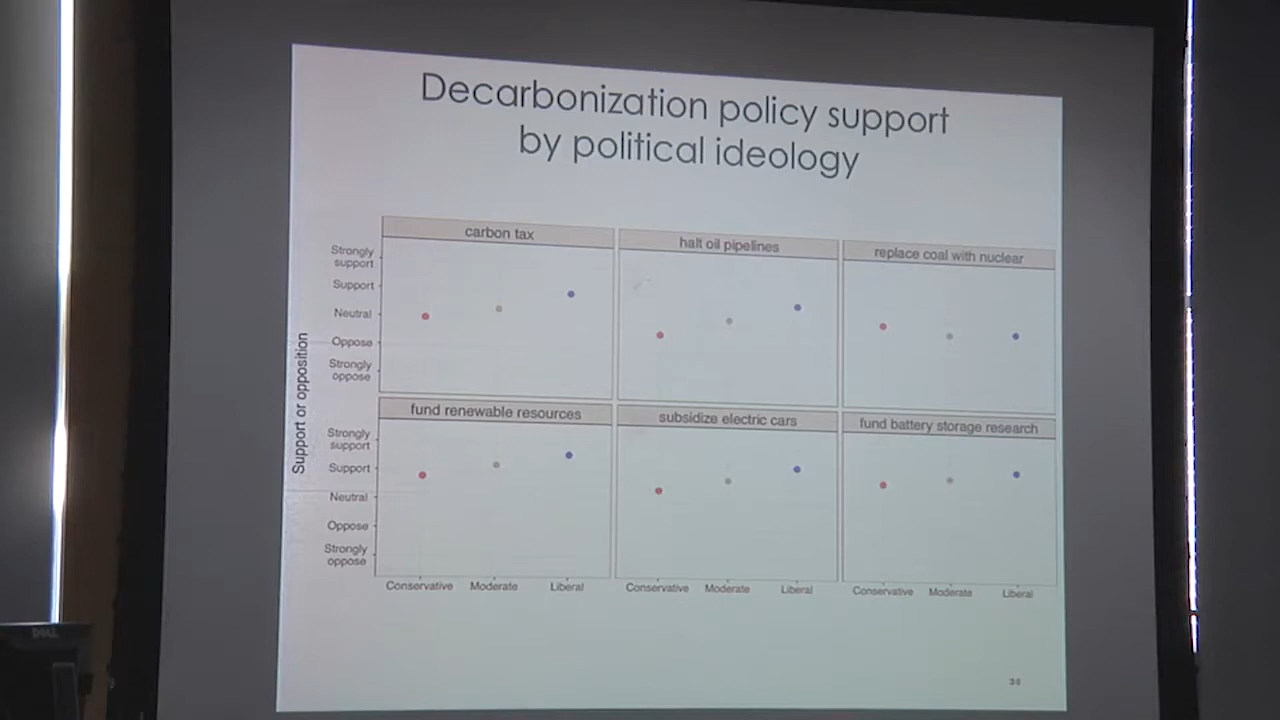 Decarbonization policy support
by political ideology
carbon tax
halt oil pipelines
replace coal with nuclear
Strongly
support
Support
Neutral
Oppose
Strongly
oppose
Support or opposition
fund renewable resources
subsidize electric cars
fund battery storage research
Strongly
support
Support
Neutral
Oppose
Strongly
oppose
Conservative Moderate Liberal
Conservative Moderate Liberal
Conservative Moderate Liberal
DELL